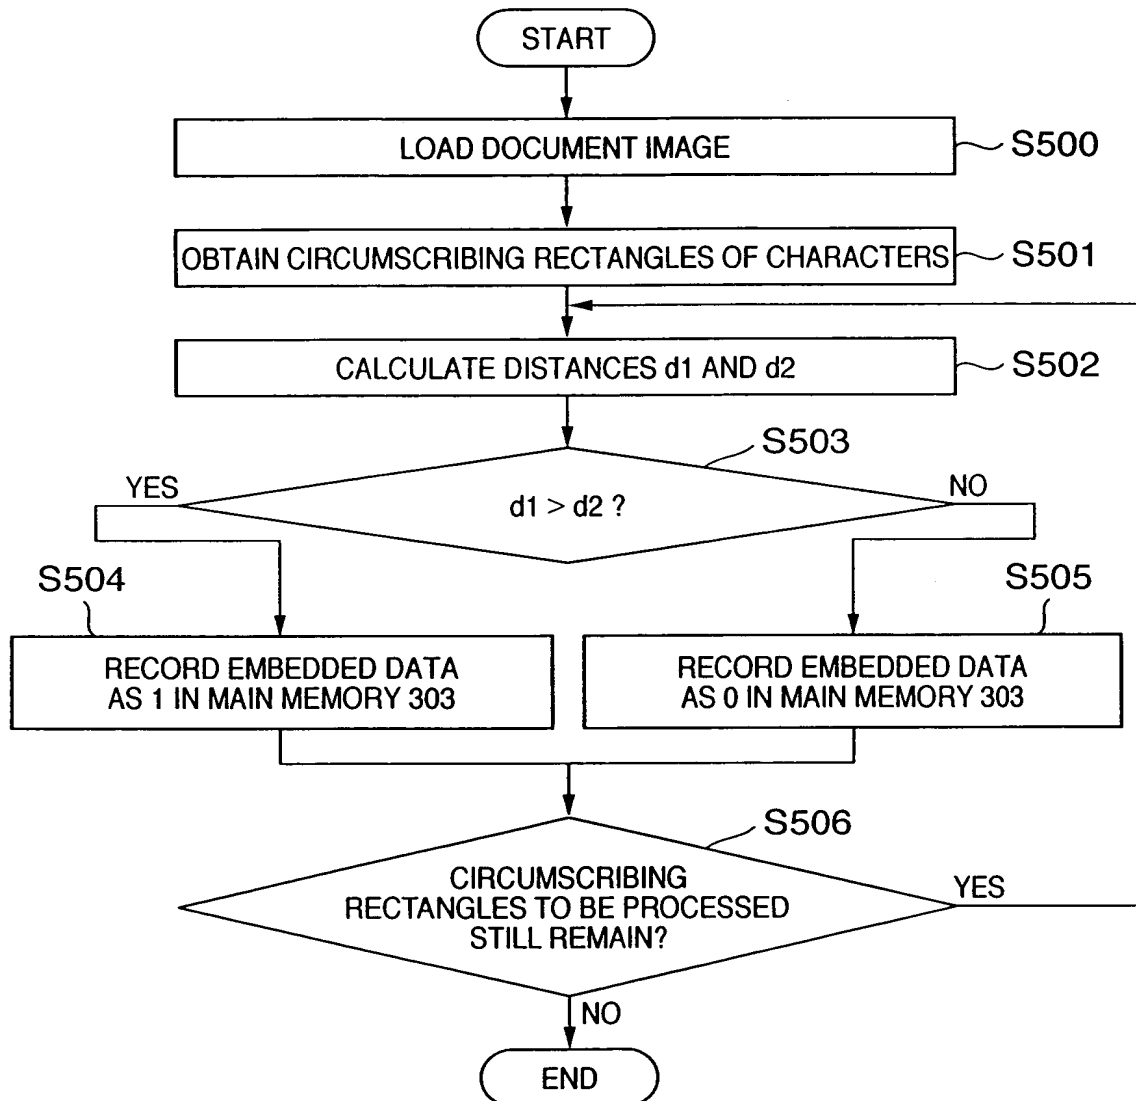 START
LOAD DOCUMENT IMAGE
S500
OBTAIN CIRCUMSCRIBING RECTANGLES OF CHARACTERS
S501
CALCULATE DISTANCES d1 AND d2
S502
S503
YES
d1 > d2 ?
NO
S504
S505
RECORD EMBEDDED DATA
AS 1 IN MAIN MEMORY 303
RECORD EMBEDDED DATA
AS 0 IN MAIN MEMORY 303
S506
CIRCUMSCRIBING
RECTANGLES TO BE PROCESSED
STILL REMAIN?
YES
NO
END